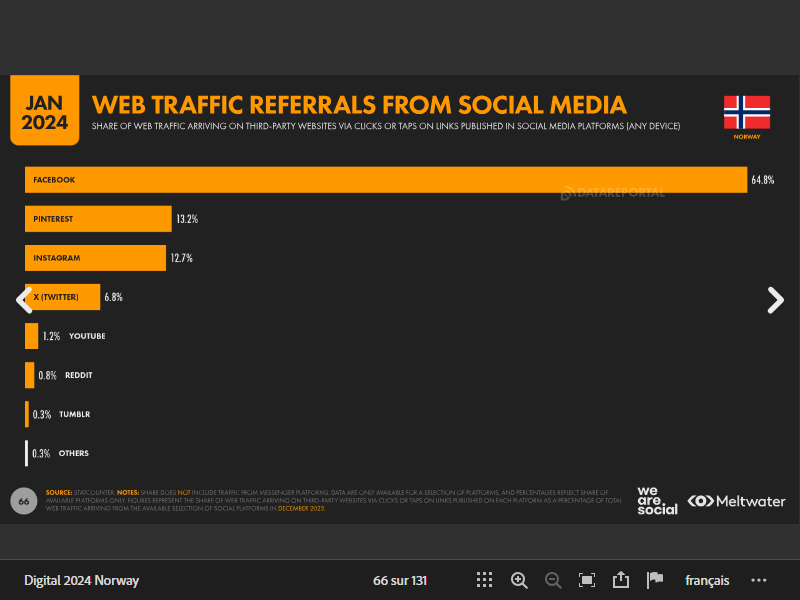 JAN
2024
WEB TRAFFIC REFERRALS FROM SOCIAL MEDIA
SHARE OF WEB TRAFFIC ARRIVING ON THIRD-PARTY WEBSITES VIA CLICKS OR TAPS ON LINKS PUBLISHED IN SOCIAL MEDIA PLATFORMS (ANY DEVICE)
NORWAY
FACEBOOK 64.8%
DATAREPORTAL
PINTEREST 13.2%
INSTAGRAM 12.7%
X (TWITTER) 6.8%
1.2% YOUTUBE
0.8% REDDIT
0.3% TUMBLR
0.3% OTHERS
66
SOURCE: STATCOUNTER. NOTES: SHARE DOES NOT INCLUDE TRAFFIC FROM MESSENGER PLATFORMS. DATA ARE ONLY AVAILABLE FOR A SELECTION OF PLATFORMS, AND PERCENTAGES REFLECT SHARE OF
AVAILABLE PLATFORMS ONLY. FIGURES REPRESENT THE SHARE OF WEB TRAFFIC ARRIVING ON THIRD-PARTY WEBSITES VIA CLICKS OR TAPS ON LINKS PUBLISHED ON EACH PLATFORM AS A PERCENTAGE OF TOTAL
WEB TRAFFIC ARRIVING FROM THE AVAILABLE SELECTION OF SOCIAL PLATFORMS IN DECEMBER 2023.
we
are.
social
Meltwater
Digital 2024 Norway
66 sur 131
français